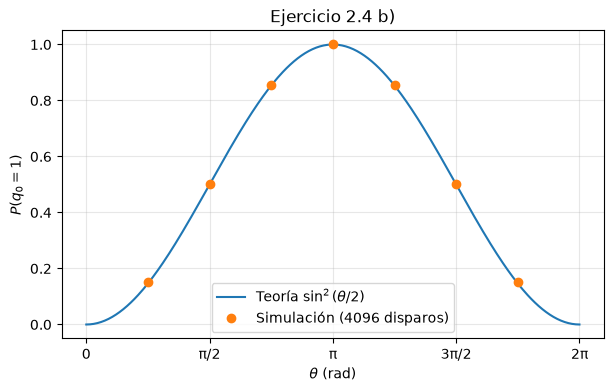 Ejercicio 2.4 b)
1.0
0.8
0.6
0.4
0.2
0.0
P(q₀ = 1)
Teoría sin²(θ/2)
Simulación (4096 disparos)
0 π/2 π 3π/2 2π
θ (rad)